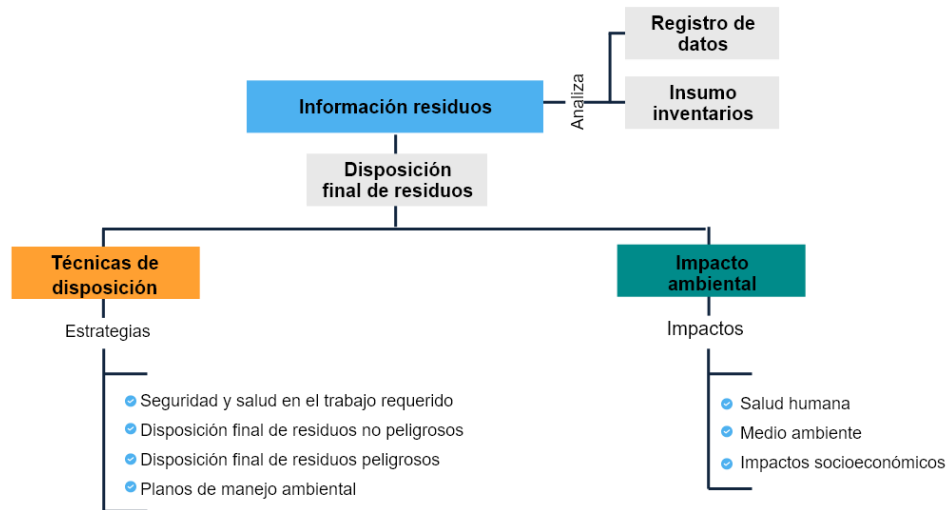 Registro de
datos
Información residuos
Analiza
Insumo
inventarios
Disposición
final de residuos
Técnicas de
disposición
Impacto
ambiental
Estrategias
Impactos
Seguridad y salud en el trabajo requerido
Disposición final de residuos no peligrosos
Disposición final de residuos peligrosos
Planos de manejo ambiental
Salud humana
Medio ambiente
Impactos socioeconómicos